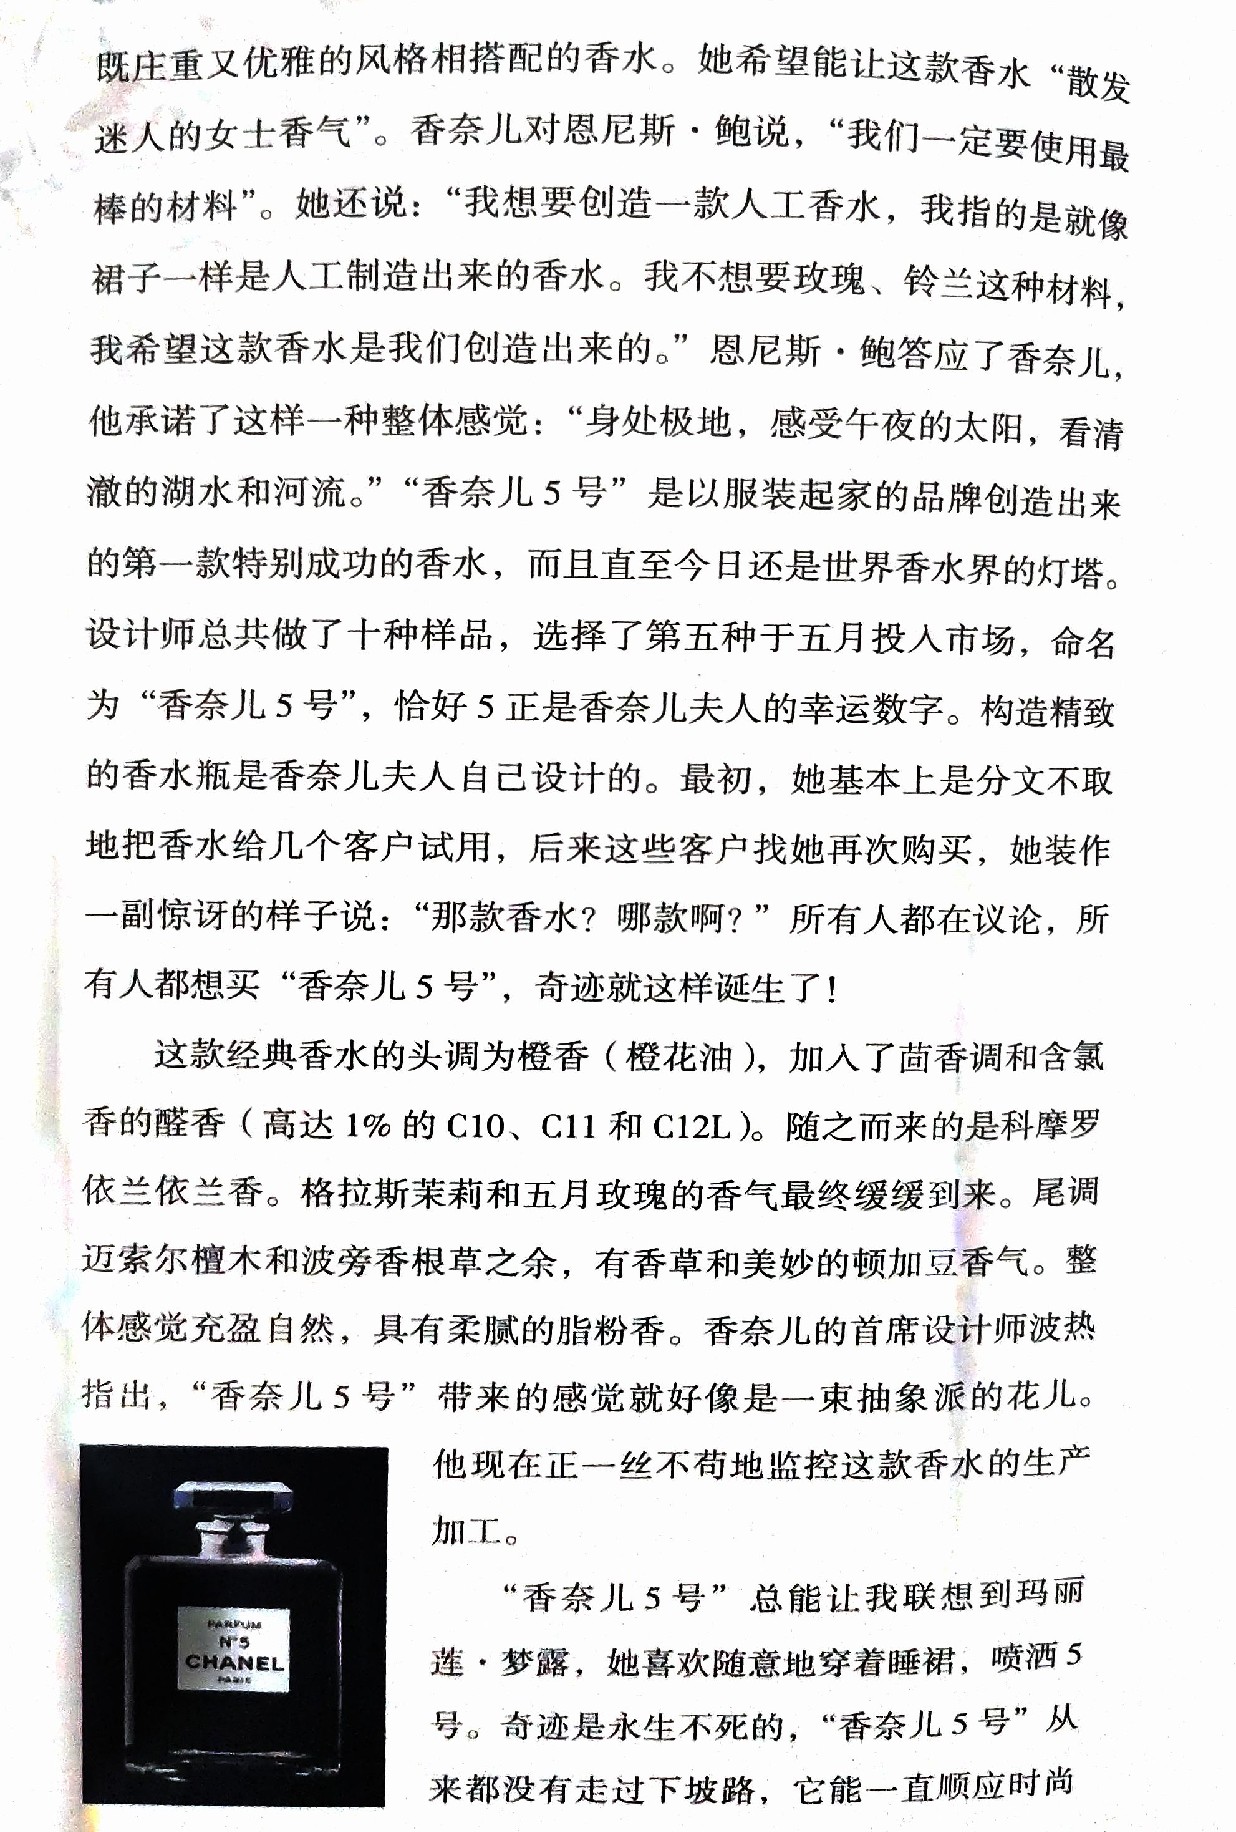 既庄重又优雅的风格相搭配的香水。她希望能让这款香水“散发
迷人的女士香气”。香奈儿对恩尼斯·鲍说，“我们一定要使用最
棒的材料”。她还说：“我想要创造一款人工香水，我指的是就像
裙子一样是人工制造出来的香水。我不想要玫瑰、铃兰这种材料，
我希望这款香水是我们创造出来的。”恩尼斯·鲍答应了香奈儿，
他承诺了这样一种整体感觉：“身处极地，感受午夜的太阳，看清
澈的湖水和河流。”“香奈儿5号”是以服装起家的品牌创造出来
的第一款特别成功的香水，而且直至今日还是世界香水界的灯塔。
设计师总共做了十种样品，选择了第五种于五月投入市场，命名
为“香奈儿5号”，恰好5正是香奈儿夫人的幸运数字。构造精致
的香水瓶是香奈儿夫人自己设计的。最初，她基本上是分文不取
地把香水给几个客户试用，后来这些客户找她再次购买，她装作
一副惊讶的样子说：“那款香水？哪款啊？”所有人都在议论，所
有人都想买“香奈儿5号”，奇迹就这样诞生了！
这款经典香水的头调为橙香（橙花油），加入了茴香调和含氯
香的醛香（高达1%的C10、C11和C12L）。随之而来的是科摩罗
依兰依兰香。格拉斯茉莉和五月玫瑰的香气最终缓缓到来。尾调
迈索尔檀木和波旁香根草之余，有香草和美妙的顿加豆香气。整
体感觉充盈自然，具有柔腻的脂粉香。香奈儿的首席设计师波热
指出，“香奈儿5号”带来的感觉就好像是一束抽象派的花儿。
他现在正一丝不苟地监控这款香水的生产
加工。
“香奈儿5号”总能让我联想到玛丽
莲·梦露，她喜欢随意地穿着睡裙，喷洒5
号。奇迹是永生不死的，“香奈儿5号”从
来都没有走过下坡路，它能一直顺应时尚
PARFUM
N°5
CHANEL
PARIS